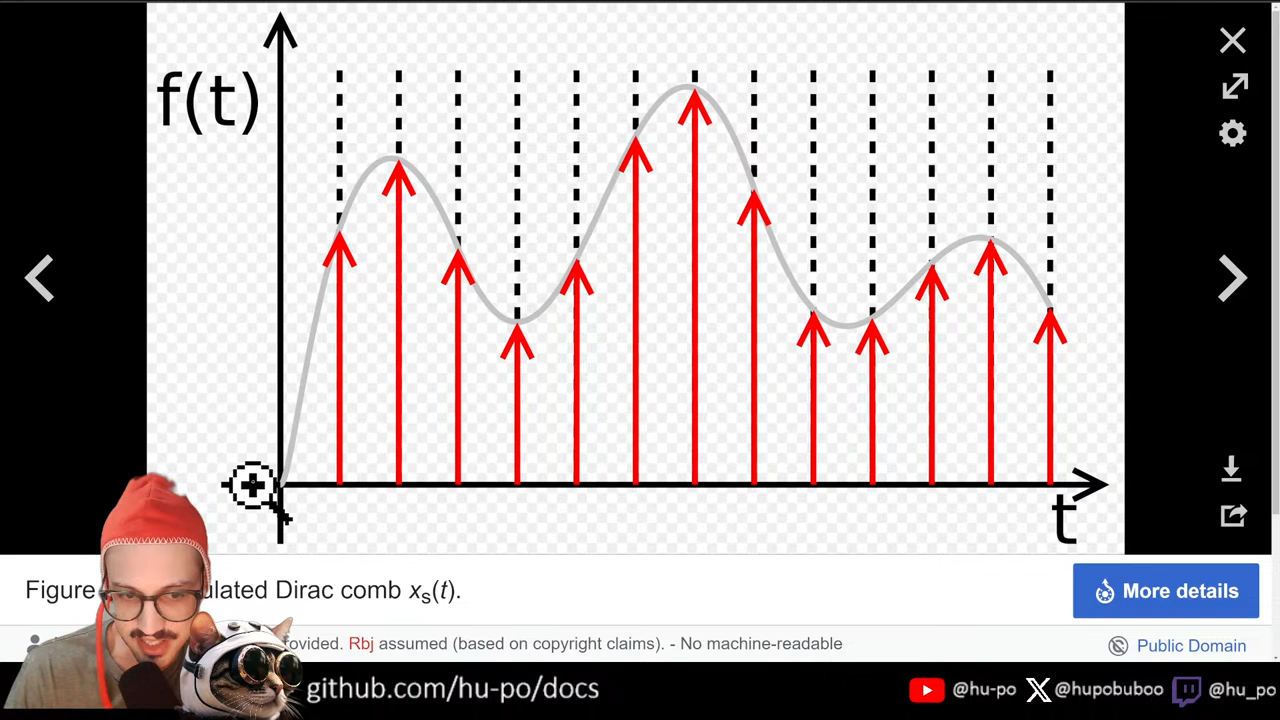 f(t)
t
Figure ulated Dirac comb xs(t).
More details
ovided. Rbj assumed (based on copyright claims). - No machine-readable
Public Domain
github.com/hu-po/docs
@hu-po @hupobuboo @hu_po